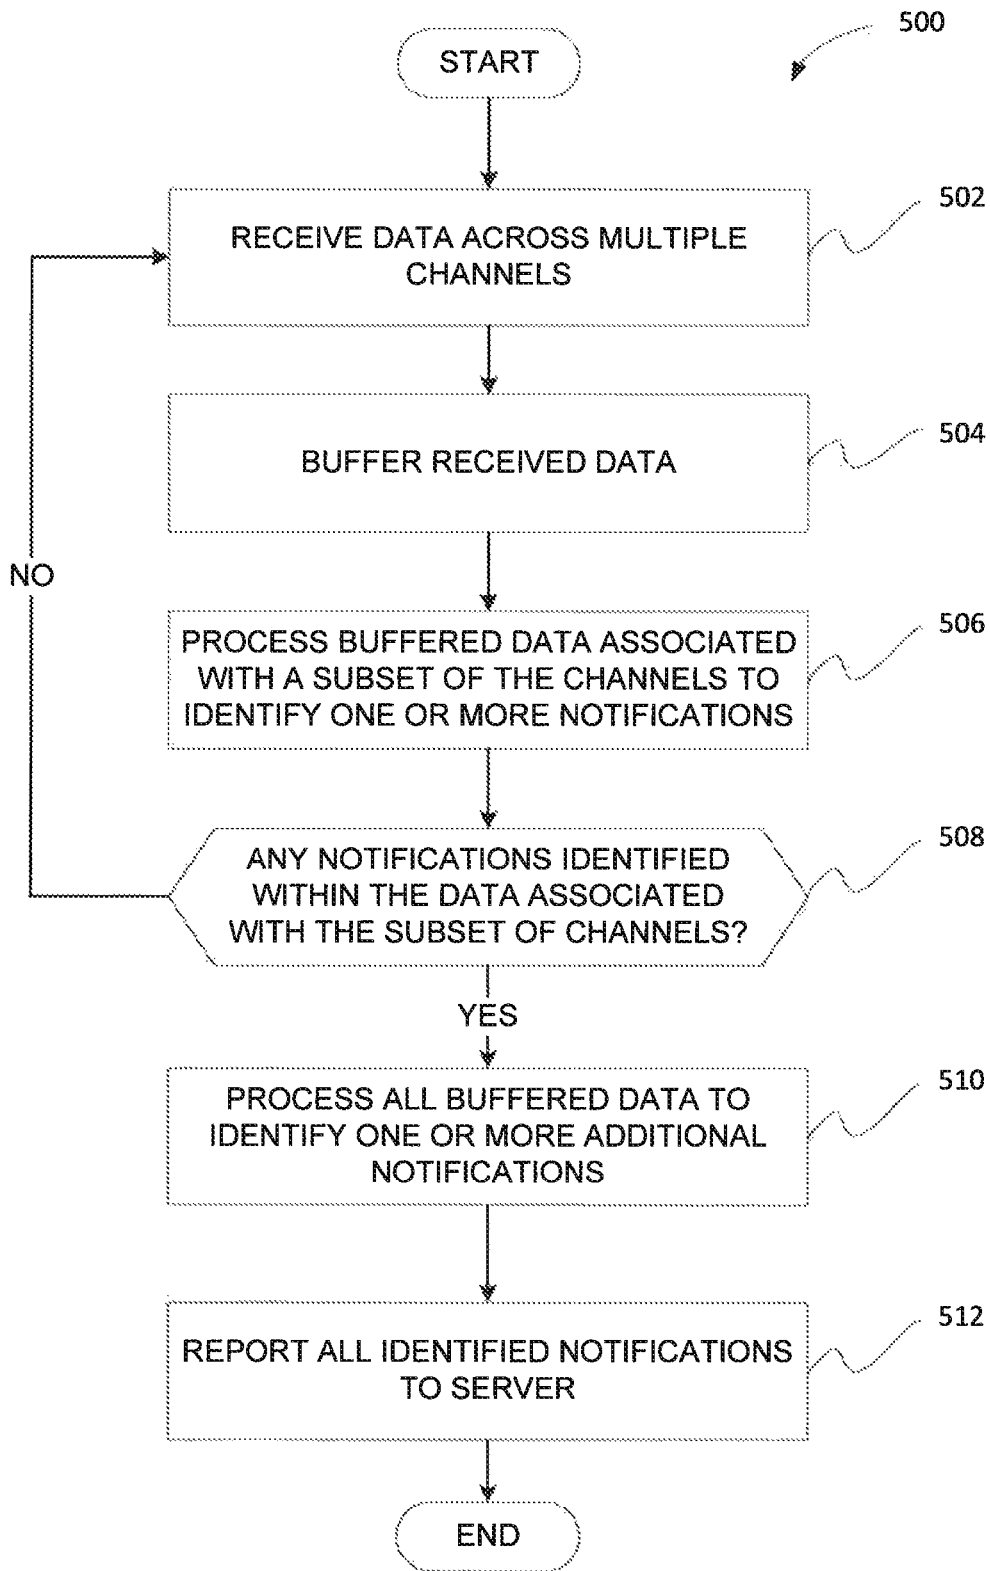 500
START
502
RECEIVE DATA ACROSS MULTIPLE
CHANNELS
504
BUFFER RECEIVED DATA
NO
506
PROCESS BUFFERED DATA ASSOCIATED
WITH A SUBSET OF THE CHANNELS TO
IDENTIFY ONE OR MORE NOTIFICATIONS
508
ANY NOTIFICATIONS IDENTIFIED
WITHIN THE DATA ASSOCIATED
WITH THE SUBSET OF CHANNELS?
YES
510
PROCESS ALL BUFFERED DATA TO
IDENTIFY ONE OR MORE ADDITIONAL
NOTIFICATIONS
512
REPORT ALL IDENTIFIED NOTIFICATIONS
TO SERVER
END